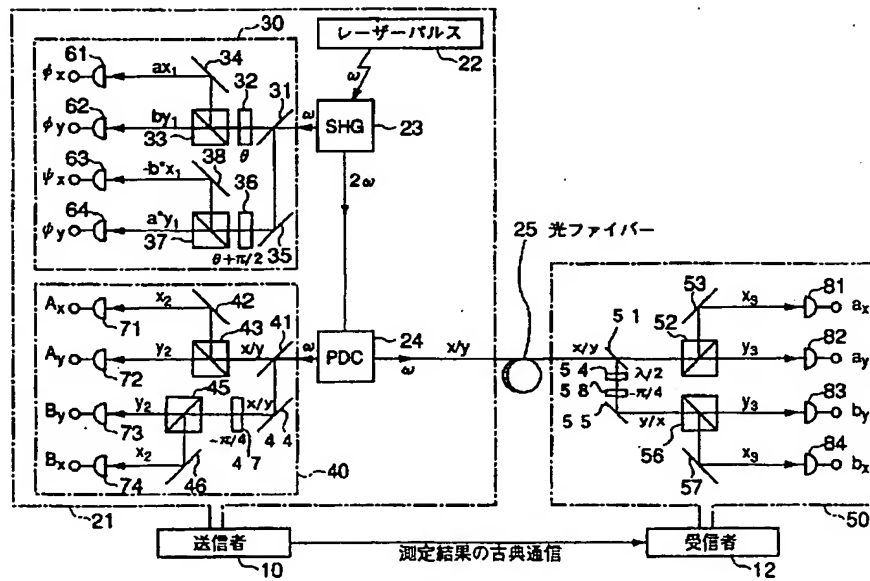 30
レーザーパルス
22
61
φx
ax₁
34
32
31
ω
62
φy
by₁
33
θ
ω
SHG
23
63
38
ψx
-b*x₁
36
2ω
64
ψy
a*y₁
37
35
θ+π/2
25 光ファイバー
Ax
x₂
42
71
43
41
Ay
y₂
x/y
72
45
ω
PDC
24
x/y
ω
By
y₂
x/y
73
44
-π/4
47
Bx
x₂
74
46
40
53
x₃
81
ax
51
52
x/y
y₃
82
ay
54
λ/2
58
-π/4
55
y/x
y₃
83
by
56
x₃
84
bx
57
50
21
送信者
10
測定結果の古典通信
受信者
12